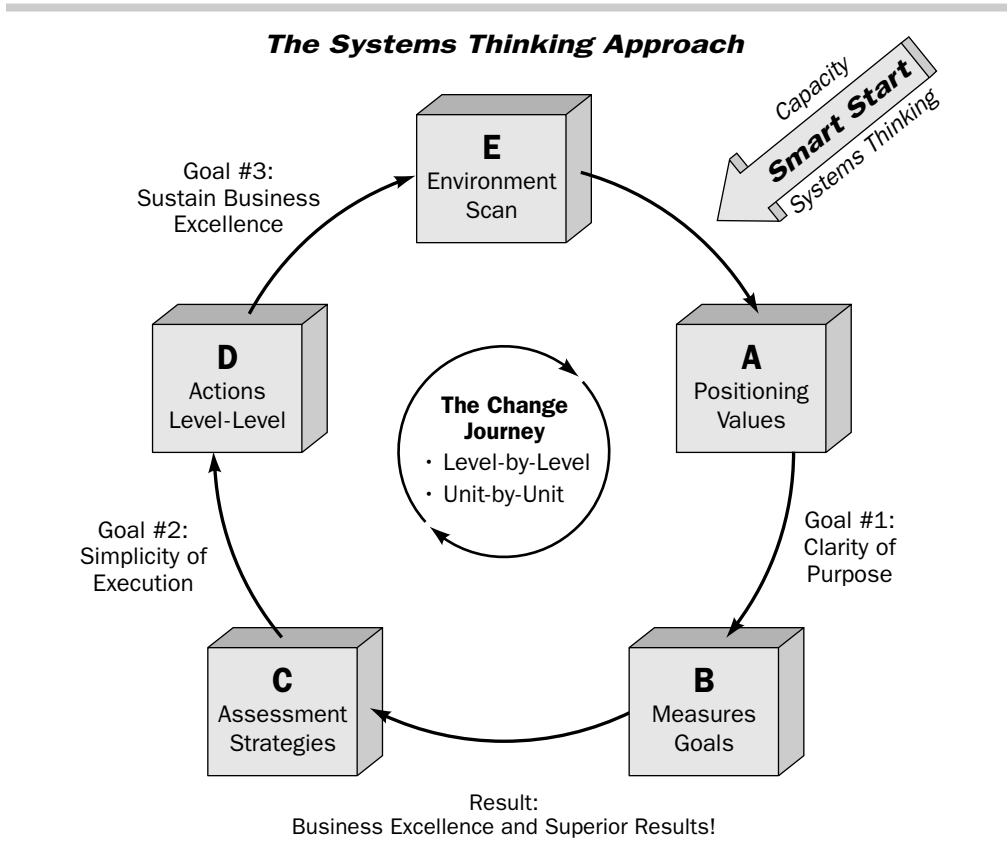 The Systems Thinking Approach
Capacity
Smart Start
Systems Thinking
E
Environment
Scan
Goal #3:
Sustain Business
Excellence
D
Actions
Level-Level
A
Positioning
Values
The Change
Journey
• Level-by-Level
• Unit-by-Unit
Goal #2:
Simplicity of
Execution
Goal #1:
Clarity of
Purpose
C
Assessment
Strategies
B
Measures
Goals
Result:
Business Excellence and Superior Results!